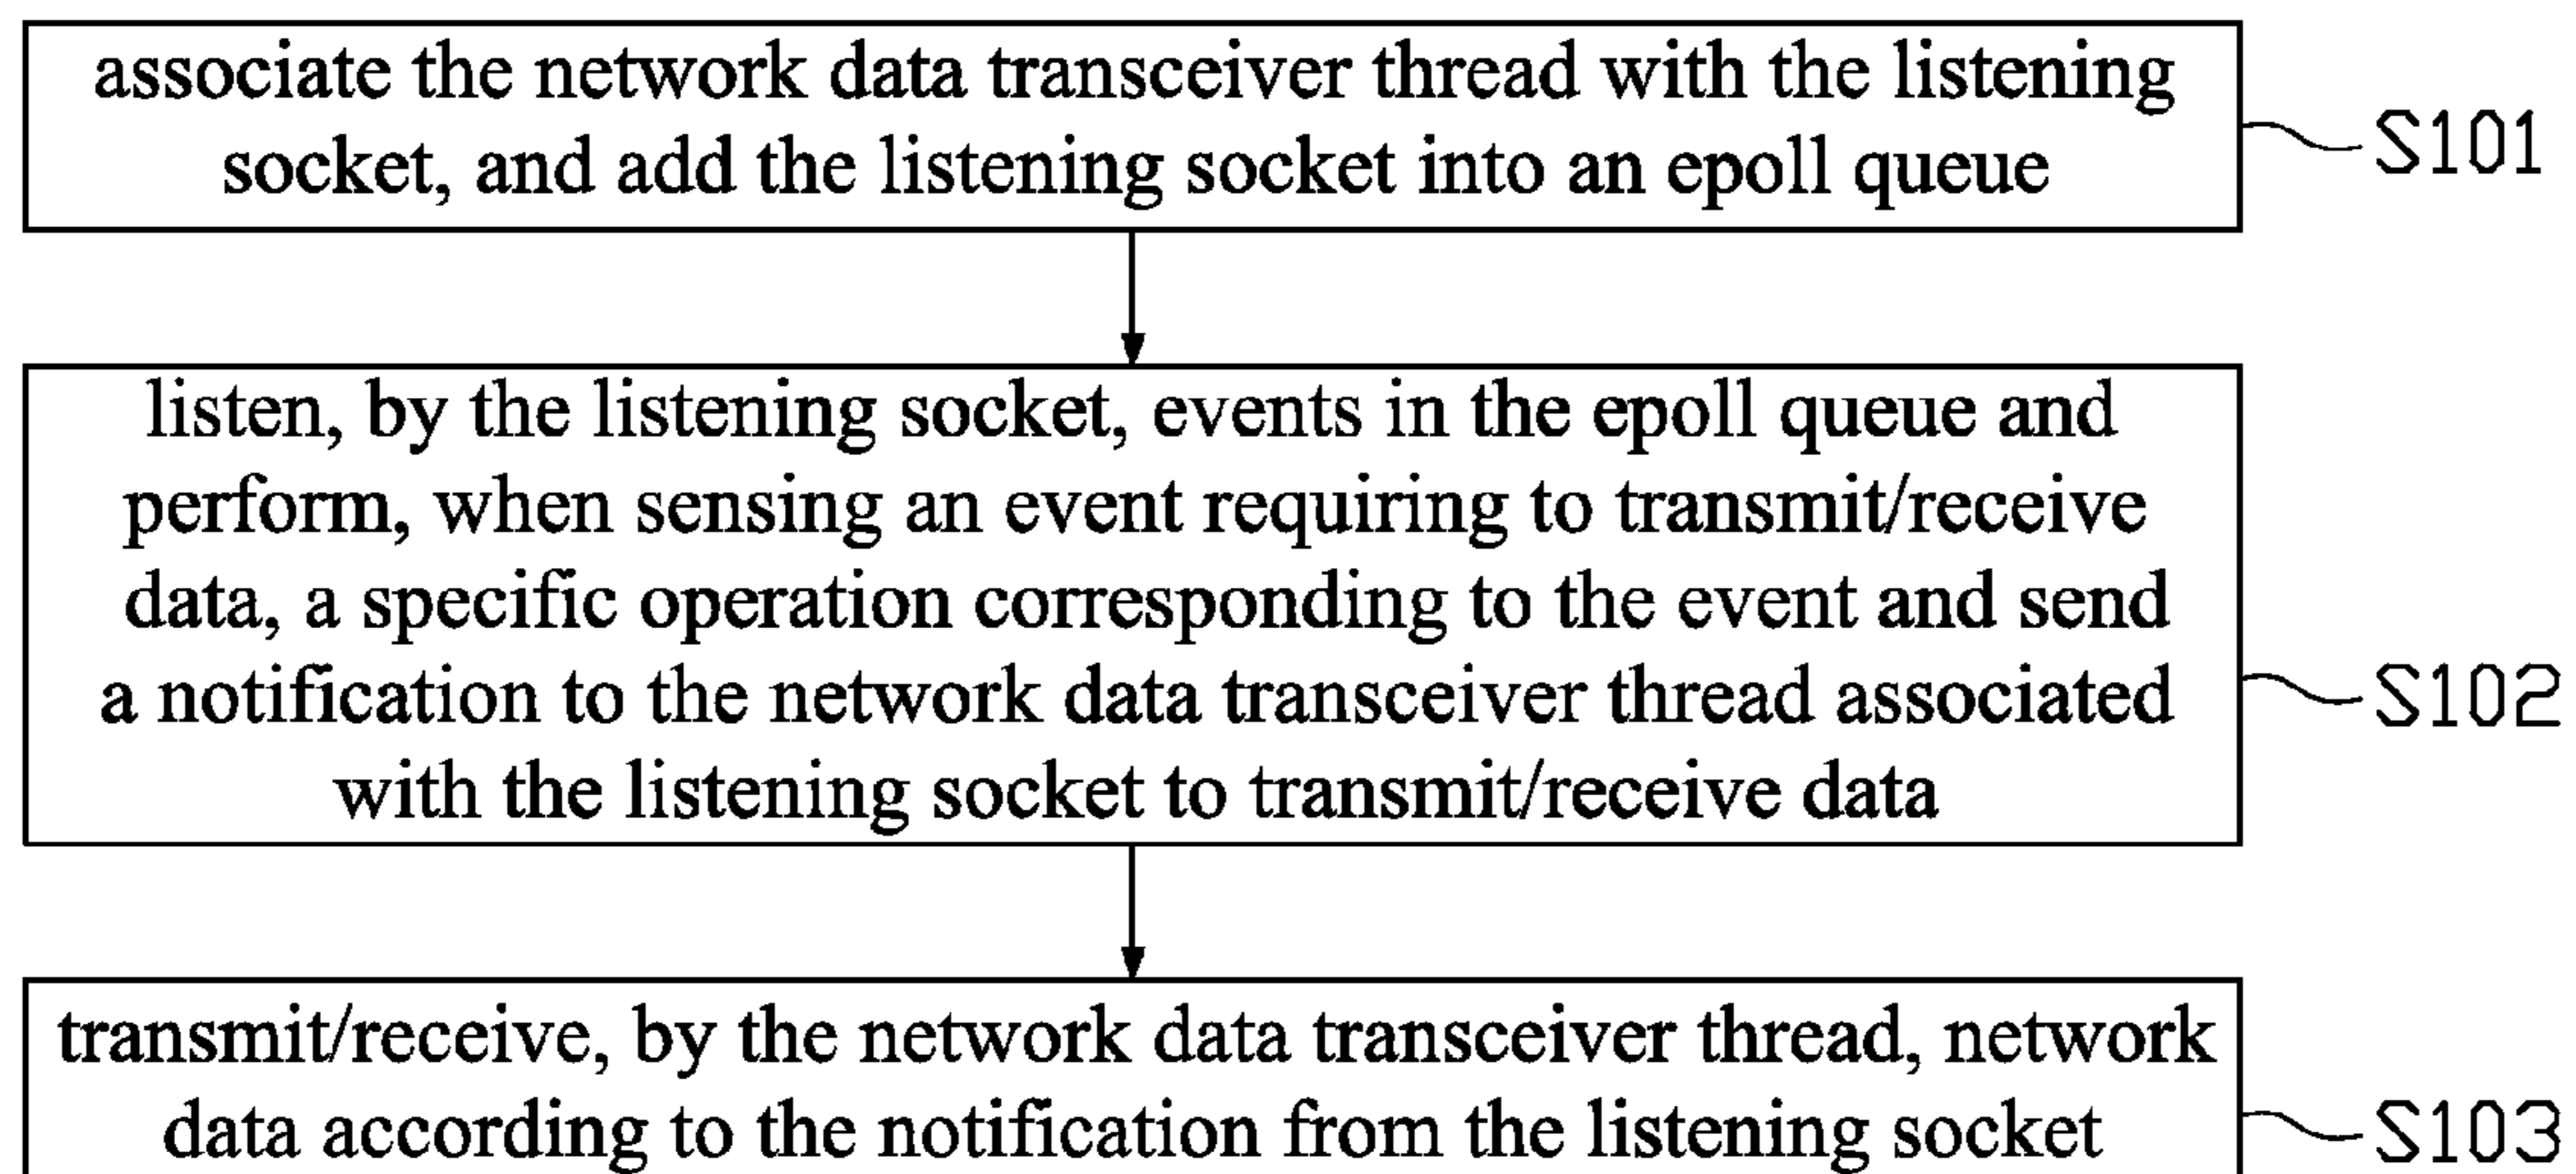 associate the network data transceiver thread with the listening
socket, and add the listening socket into an epoll queue
S101
listen, by the listening socket, events in the epoll queue and
perform, when sensing an event requiring to transmit/receive
data, a specific operation corresponding to the event and send
a notification to the network data transceiver thread associated
with the listening socket to transmit/receive data
S102
transmit/receive, by the network data transceiver thread, network
data according to the notification from the listening socket
S103